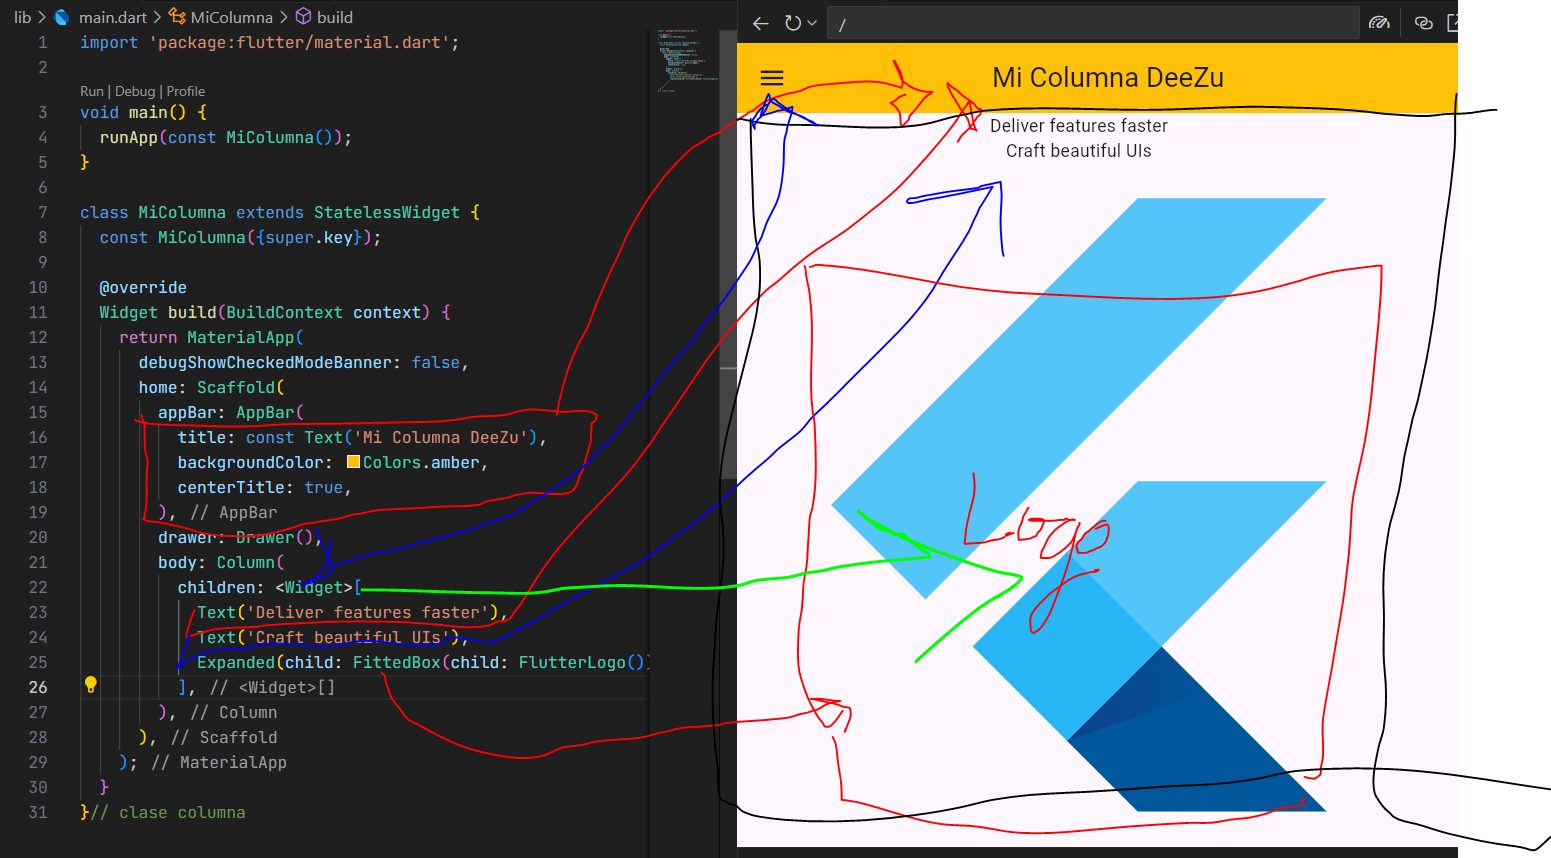 lib > main.dart > MiColumna > build
1 import 'package:flutter/material.dart';
2
Run | Debug | Profile
3 void main() {
4 runApp(const MiColumna());
5 }
6
7 class MiColumna extends StatelessWidget {
8 const MiColumna({super.key});
9
10 @override
11 Widget build(BuildContext context) {
12 return MaterialApp(
13 debugShowCheckedModeBanner: false,
14 home: Scaffold(
15 appBar: AppBar(
16 title: const Text('Mi Columna DeeZu'),
17 backgroundColor: Colors.amber,
18 centerTitle: true,
19 ), // AppBar
20 drawer: Drawer(),
21 body: Column(
22 children: <Widget>[
23 Text('Deliver features faster'),
24 Text('Craft beautiful UIs'),
25 Expanded(child: FittedBox(child: FlutterLogo())
26 ], // <Widget>[]
27 ), // Column
28 ), // Scaffold
29 ); // MaterialApp
30 }
31 }// clase columna
/
Mi Columna DeeZu
Deliver features faster
Craft beautiful UIs
Logo